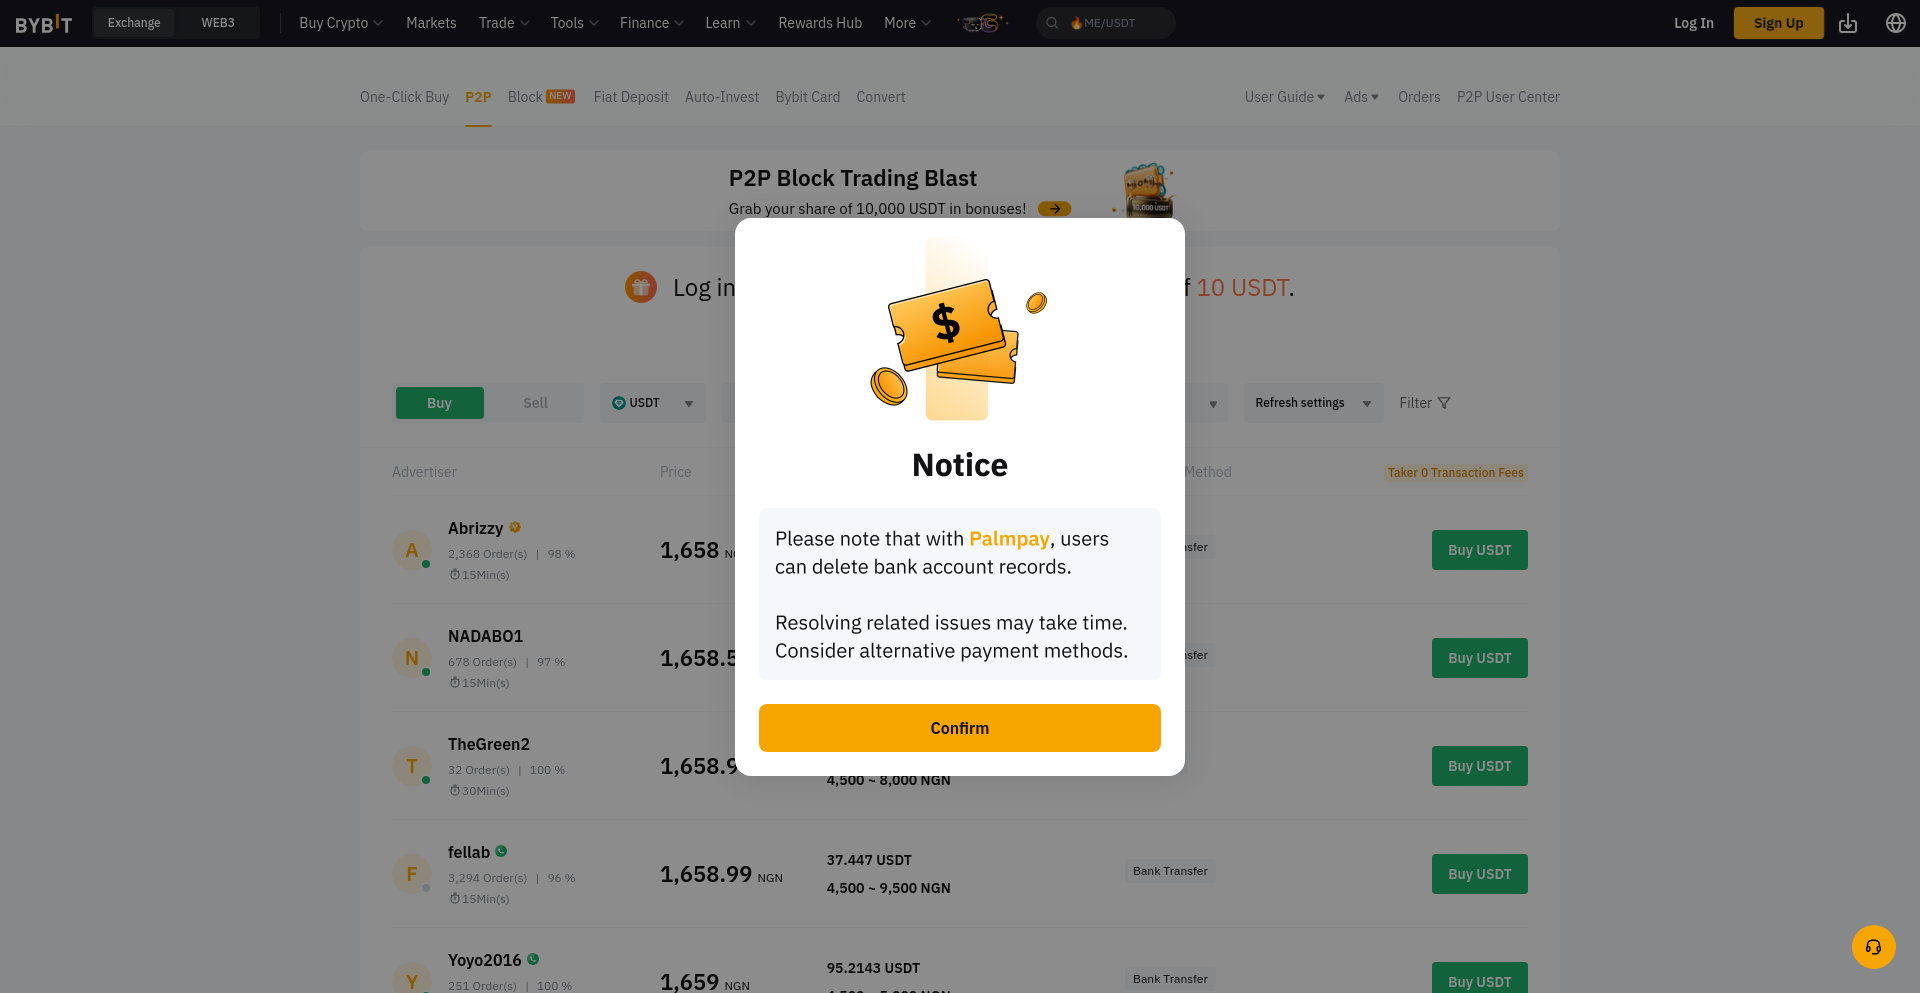 BYBIT
Exchange
WEB3
Buy Crypto
Markets
Trade
Tools
Finance
Learn
Rewards Hub
More
🔥ME/USDT
Log In
Sign Up
One-Click Buy
P2P
Block NEW
Fiat Deposit
Auto-Invest
Bybit Card
Convert
User Guide
Ads
Orders
P2P User Center
P2P Block Trading Blast
Grab your share of 10,000 USDT in bonuses!
10,000 USDT
Log in
10 USDT.
$
Buy
Sell
USDT
Refresh settings
Filter
Notice
Advertiser
Price
Method
Taker 0 Transaction Fees
Please note that with Palmpay, users
can delete bank account records.
Resolving related issues may take time.
Consider alternative payment methods.
Confirm
A
Abrizzy
2,368 Order(s) | 98 %
15Min(s)
1,658
Buy USDT
N
NADABO1
678 Order(s) | 97 %
15Min(s)
1,658.5
Buy USDT
T
TheGreen2
32 Order(s) | 100 %
30Min(s)
1,658.9
4,500 ~ 8,000 NGN
Buy USDT
F
fellab
3,294 Order(s) | 96 %
15Min(s)
1,658.99 NGN
37.447 USDT
4,500 ~ 9,500 NGN
Bank Transfer
Buy USDT
Y
Yoyo2016
251 Order(s) | 100 %
1,659 NGN
95.2143 USDT
Bank Transfer
Buy USDT